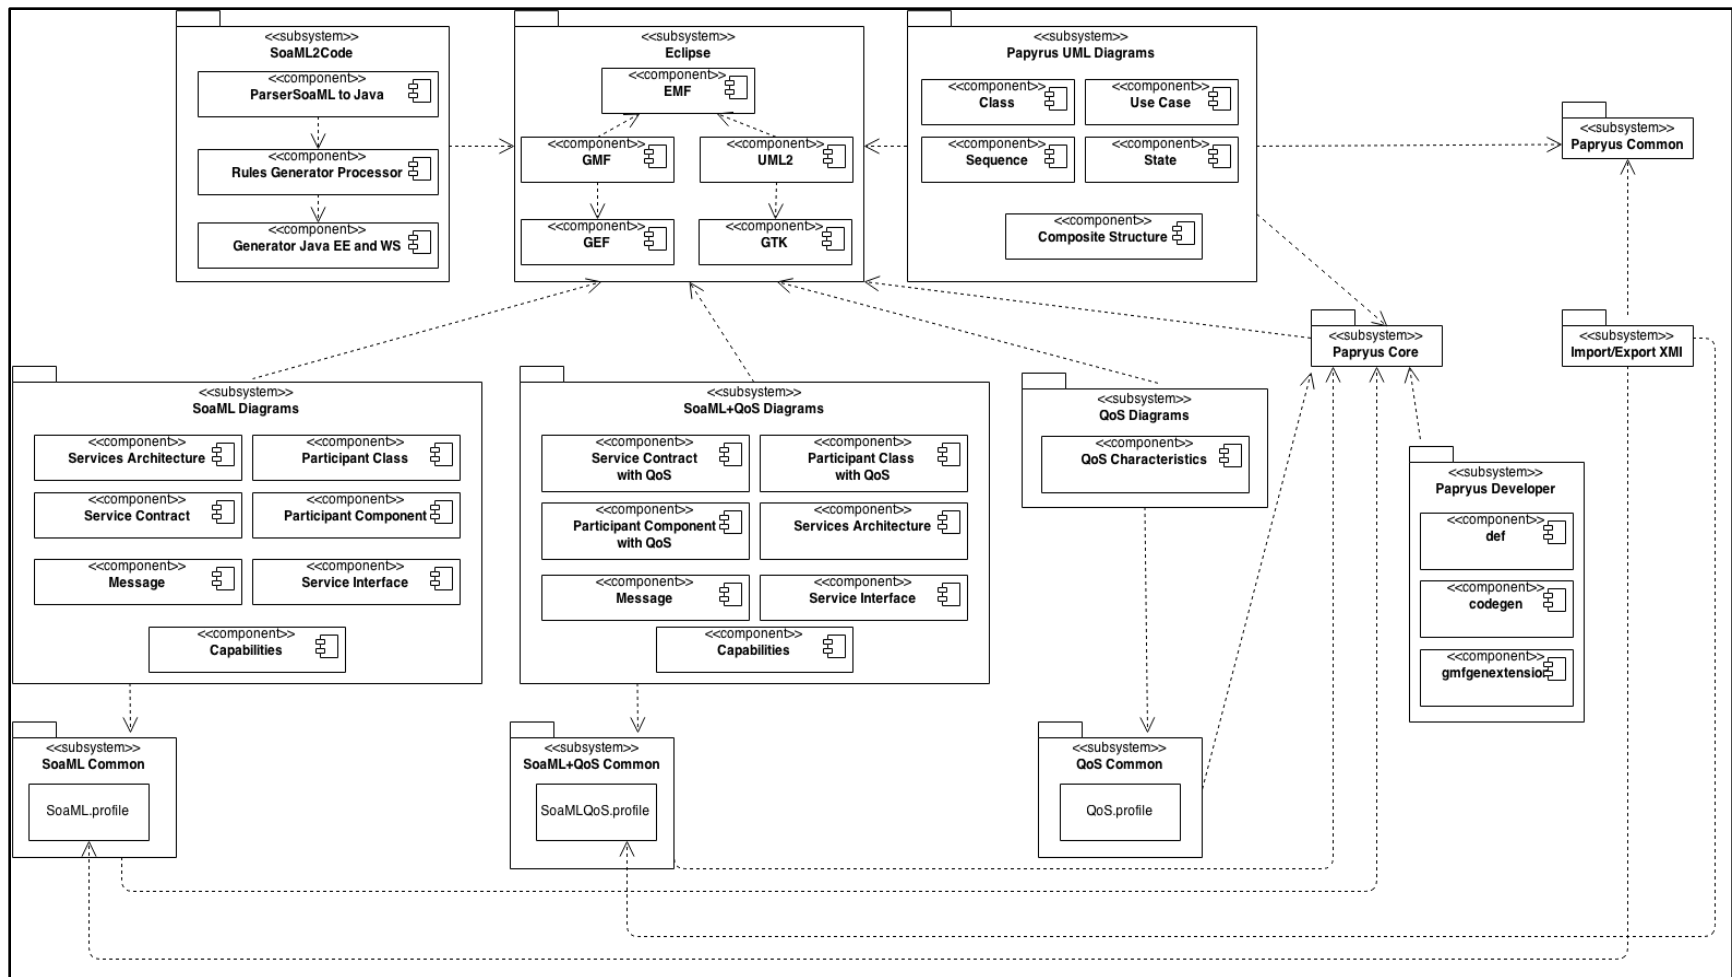 <<subsystem>>
SoaML2Code
<<component>>
ParserSoaML to Java
<<component>>
Rules Generator Processor
<<component>>
Generator Java EE and WS
<<subsystem>>
Eclipse
<<component>>
EMF
<<component>>
GMF
<<component>>
UML2
<<component>>
GEF
<<component>>
GTK
<<subsystem>>
Papyrus UML Diagrams
<<component>>
Class
<<component>>
Use Case
<<component>>
Sequence
<<component>>
State
<<component>>
Composite Structure
<<subsystem>>
Papryus Common
<<subsystem>>
Papryus Core
<<subsystem>>
Import/Export XMI
<<subsystem>>
SoaML Diagrams
<<component>>
Services Architecture
<<component>>
Participant Class
<<component>>
Service Contract
<<component>>
Participant Component
<<component>>
Message
<<component>>
Service Interface
<<component>>
Capabilities
<<subsystem>>
SoaML+QoS Diagrams
<<component>>
Service Contract
with QoS
<<component>>
Participant Class
with QoS
<<component>>
Participant Component
with QoS
<<component>>
Services Architecture
<<component>>
Message
<<component>>
Service Interface
<<component>>
Capabilities
<<subsystem>>
QoS Diagrams
<<component>>
QoS Characteristics
<<subsystem>>
Papryus Developer
<<component>>
def
<<component>>
codegen
<<component>>
gmfgenextension
<<subsystem>>
SoaML Common
SoaML.profile
<<subsystem>>
SoaML+QoS Common
SoaMLQoS.profile
<<subsystem>>
QoS Common
QoS.profile